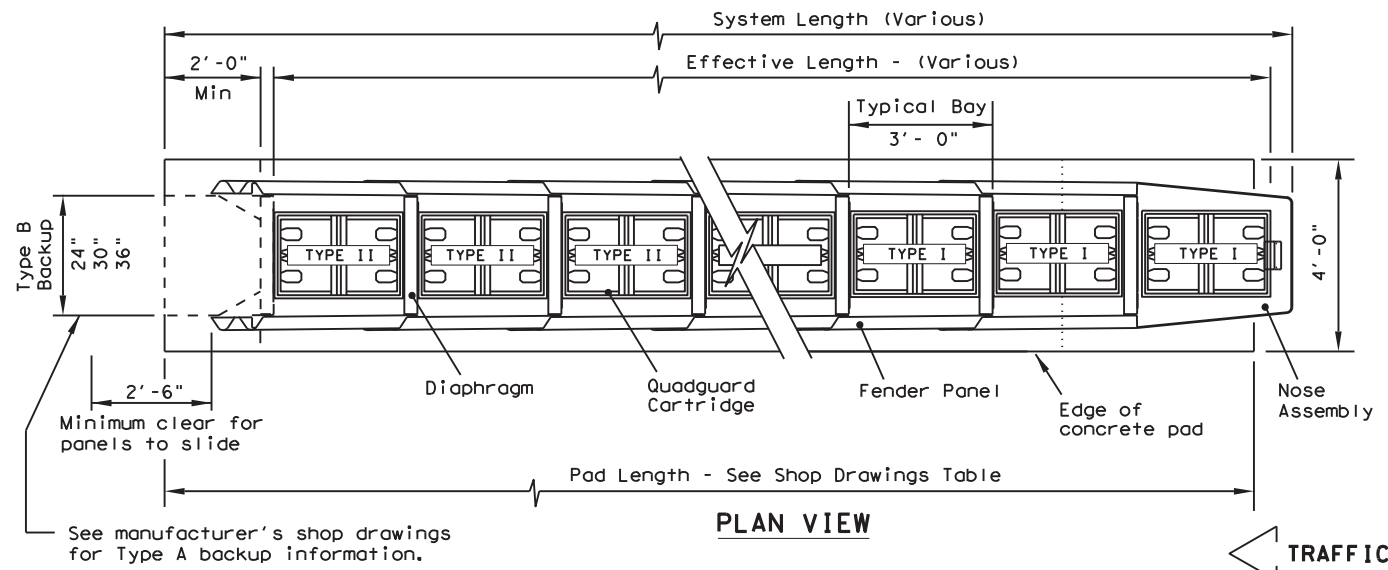 System Length (Various)
2'-0"
Min
Effective Length - (Various)
Typical Bay
3'- 0"
Type B
Backup
24"
30"
36"
TYPE II
TYPE II
TYPE II
TYPE I
TYPE I
TYPE I
4'-0"
2'-6"
Minimum clear for
panels to slide
Diaphragm
Quadguard
Cartridge
Fender Panel
Edge of
concrete pad
Nose
Assembly
Pad Length - See Shop Drawings Table
PLAN VIEW
See manufacturer's shop drawings
for Type A backup information.
TRAFFIC